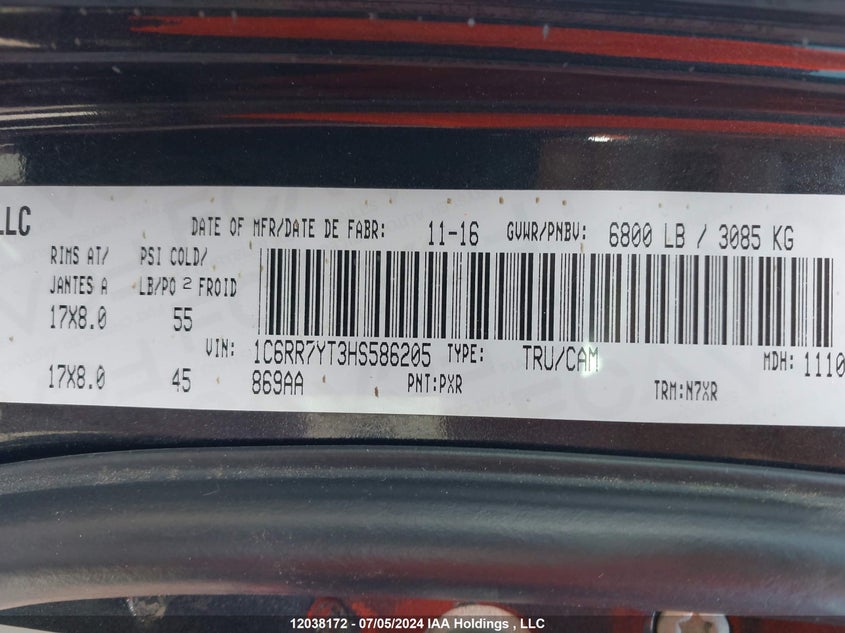 LLC
DATE OF MFR/DATE DE FABR: 11-16 GVWR/PNBV: 6800 LB / 3085 KG
RIMS AT/ PSI COLD/
JANTES A LB/PO 2 FROID
17X8.0 55
VIN: 1C6RR7YT3HS586205 TYPE: TRU/CAM MDH: 1110
17X8.0 45 869AA PNT:PXR TRM:N7XR
12038172 - 07/05/2024 IAA Holdings , LLC